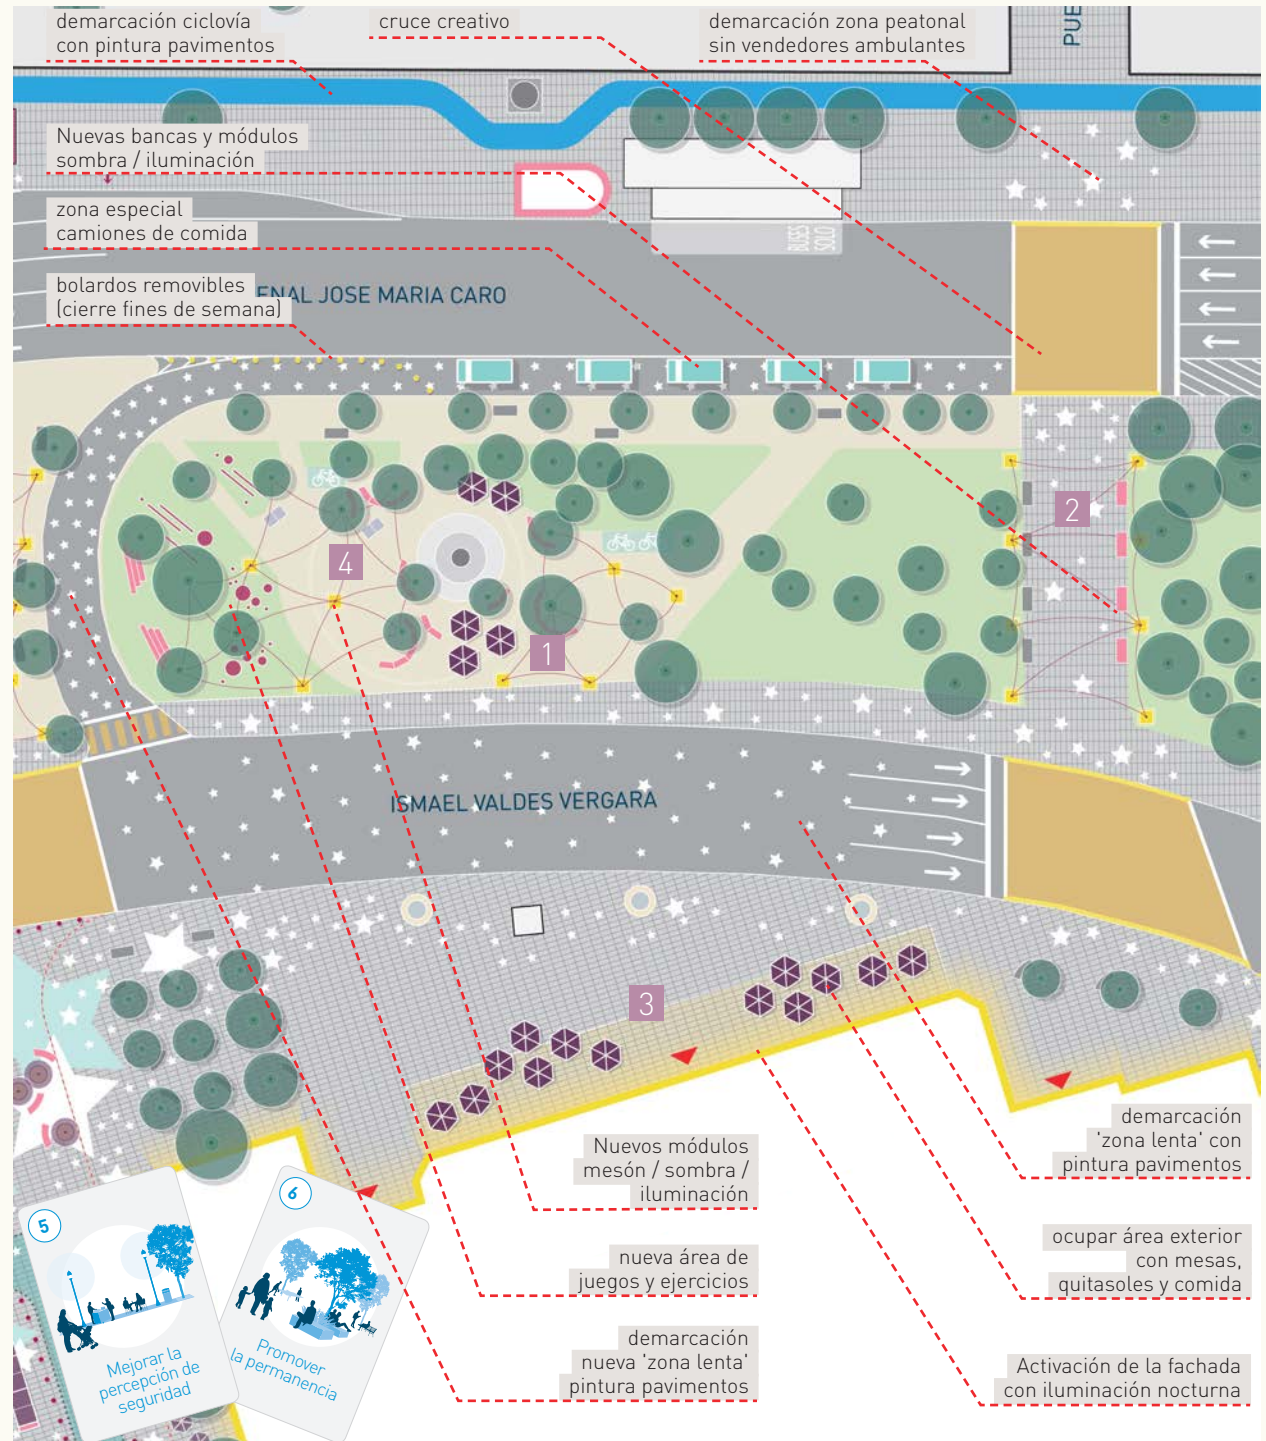 demarcación ciclovía
con pintura pavimentos
cruce creativo
demarcación zona peatonal
sin vendedores ambulantes
PUE
Nuevas bancas y módulos
sombra / iluminación
zona especial
camiones de comida
BUSES
SOLO
bolardos removibles
(cierre fines de semana)
ENAL JOSE MARIA CARO
2
4
1
ISMAEL VALDES VERGARA
3
demarcación
'zona lenta' con
pintura pavimentos
Nuevos módulos
mesón / sombra /
iluminación
ocupar área exterior
con mesas,
quitasoles y comida
nueva área de
juegos y ejercicios
demarcación
nueva 'zona lenta'
pintura pavimentos
Activación de la fachada
con iluminación nocturna
5
Mejorar la
percepción de
seguridad
6
Promover
la permanencia